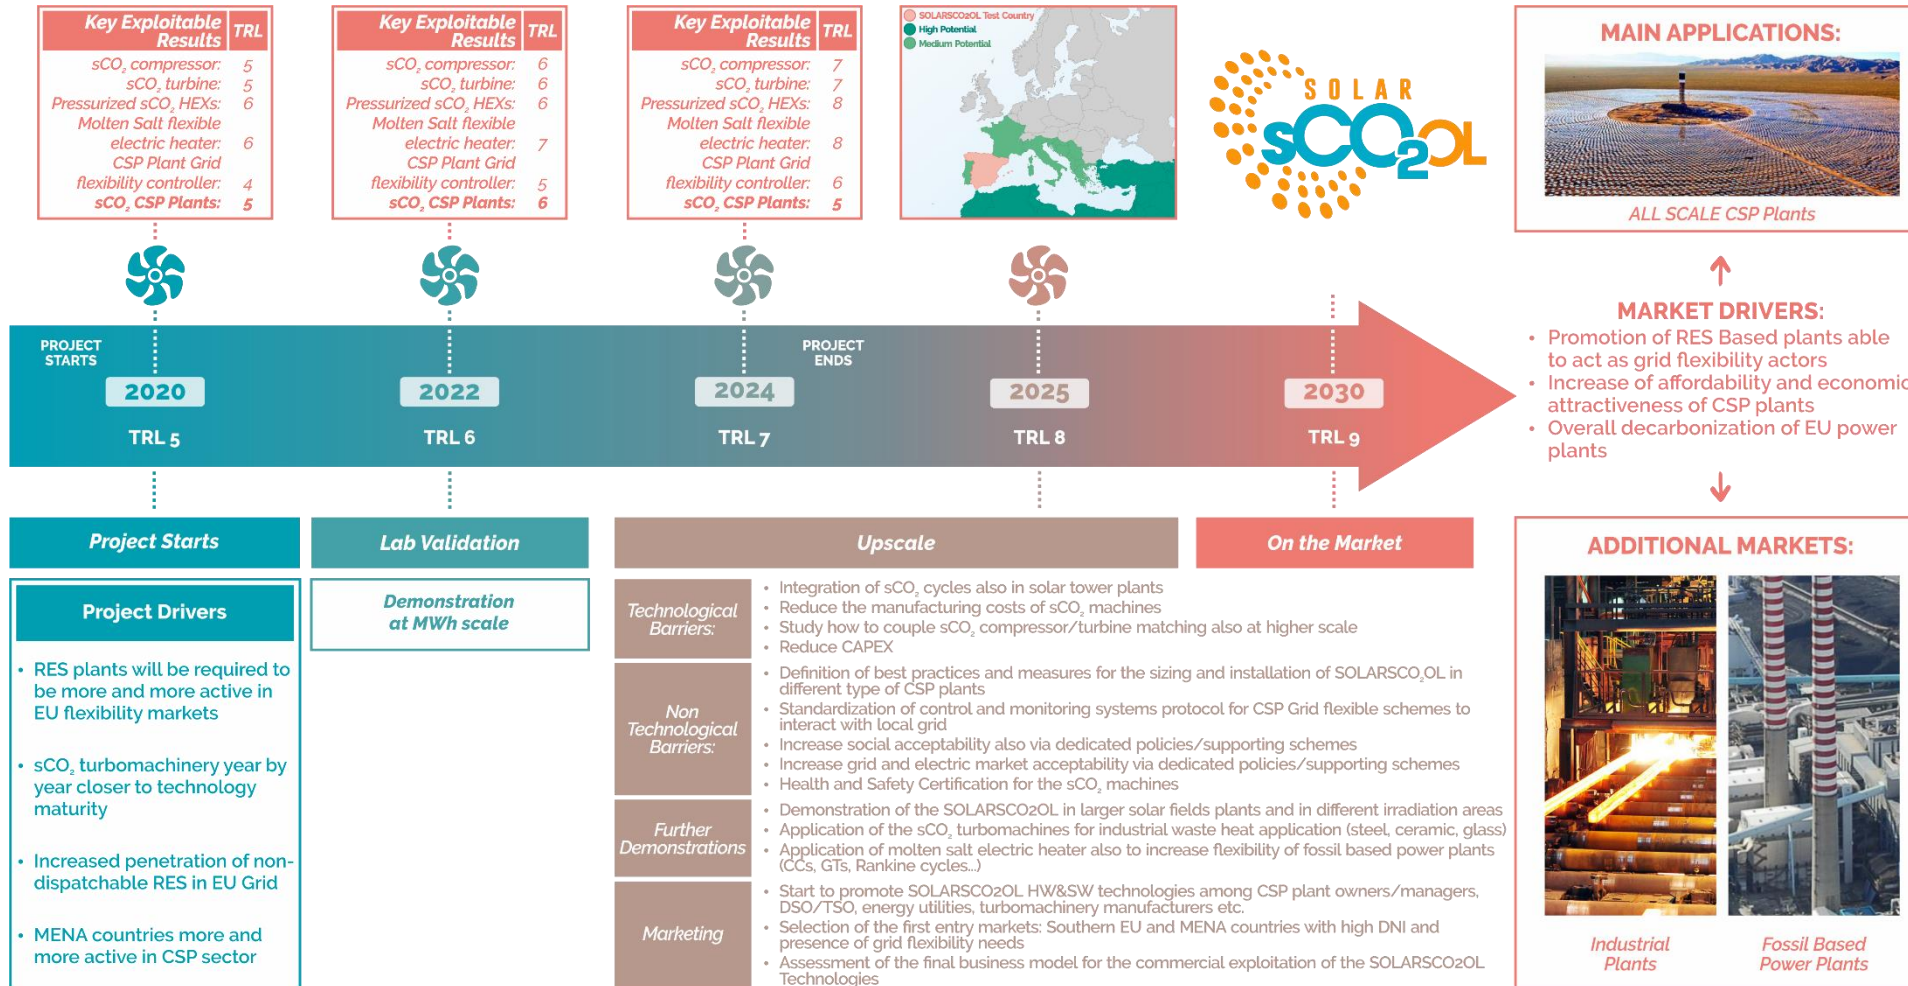 Key Exploitable Results TRL
sCO₂ compressor: 5
sCO₂ turbine: 5
Pressurized sCO₂ HEXs: 6
Molten Salt flexible
electric heater: 6
CSP Plant Grid
flexibility controller: 4
sCO₂ CSP Plants: 5
Key Exploitable Results TRL
sCO₂ compressor: 6
sCO₂ turbine: 6
Pressurized sCO₂ HEXs: 6
Molten Salt flexible
electric heater: 7
CSP Plant Grid
flexibility controller: 5
sCO₂ CSP Plants: 6
Key Exploitable Results TRL
sCO₂ compressor: 7
sCO₂ turbine: 7
Pressurized sCO₂ HEXs: 8
Molten Salt flexible
electric heater: 8
CSP Plant Grid
flexibility controller: 6
sCO₂ CSP Plants: 5
SOLARSCO2OL Test Country
High Potential
Medium Potential
SOLAR
sCO2OL
MAIN APPLICATIONS:
ALL SCALE CSP Plants
PROJECT
STARTS
2020
TRL 5
2022
TRL 6
2024
TRL 7
PROJECT
ENDS
2025
TRL 8
2030
TRL 9
MARKET DRIVERS:
• Promotion of RES Based plants able
to act as grid flexibility actors
• Increase of affordability and economic
attractiveness of CSP plants
• Overall decarbonization of EU power
plants
Project Starts
Project Drivers
• RES plants will be required to
be more and more active in
EU flexibility markets
• sCO₂ turbomachinery year by
year closer to technology
maturity
• Increased penetration of non-
dispatchable RES in EU Grid
• MENA countries more and
more active in CSP sector
Lab Validation
Demonstration
at MWh scale
Upscale
On the Market
Technological
Barriers:
• Integration of sCO₂ cycles also in solar tower plants
• Reduce the manufacturing costs of sCO₂ machines
• Study how to couple sCO₂ compressor/turbine matching also at higher scale
• Reduce CAPEX
Non
Technological
Barriers:
• Definition of best practices and measures for the sizing and installation of SOLARSCO₂OL in
different type of CSP plants
• Standardization of control and monitoring systems protocol for CSP Grid flexible schemes to
interact with local grid
• Increase social acceptability also via dedicated policies/supporting schemes
• Increase grid and electric market acceptability via dedicated policies/supporting schemes
• Health and Safety Certification for the sCO₂ machines
Further
Demonstrations
• Demonstration of the SOLARSCO2OL in larger solar fields plants and in different irradiation areas
• Application of the sCO₂ turbomachines for industrial waste heat application (steel, ceramic, glass)
• Application of molten salt electric heater also to increase flexibility of fossil based power plants
(CCs, GTs, Rankine cycles...)
Marketing
• Start to promote SOLARSCO2OL HW&SW technologies among CSP plant owners/managers,
DSO/TSO, energy utilities, turbomachinery manufacturers etc.
• Selection of the first entry markets: Southern EU and MENA countries with high DNI and
presence of grid flexibility needs
• Assessment of the final business model for the commercial exploitation of the SOLARSCO2OL
Technologies
ADDITIONAL MARKETS:
Industrial
Plants
Fossil Based
Power Plants